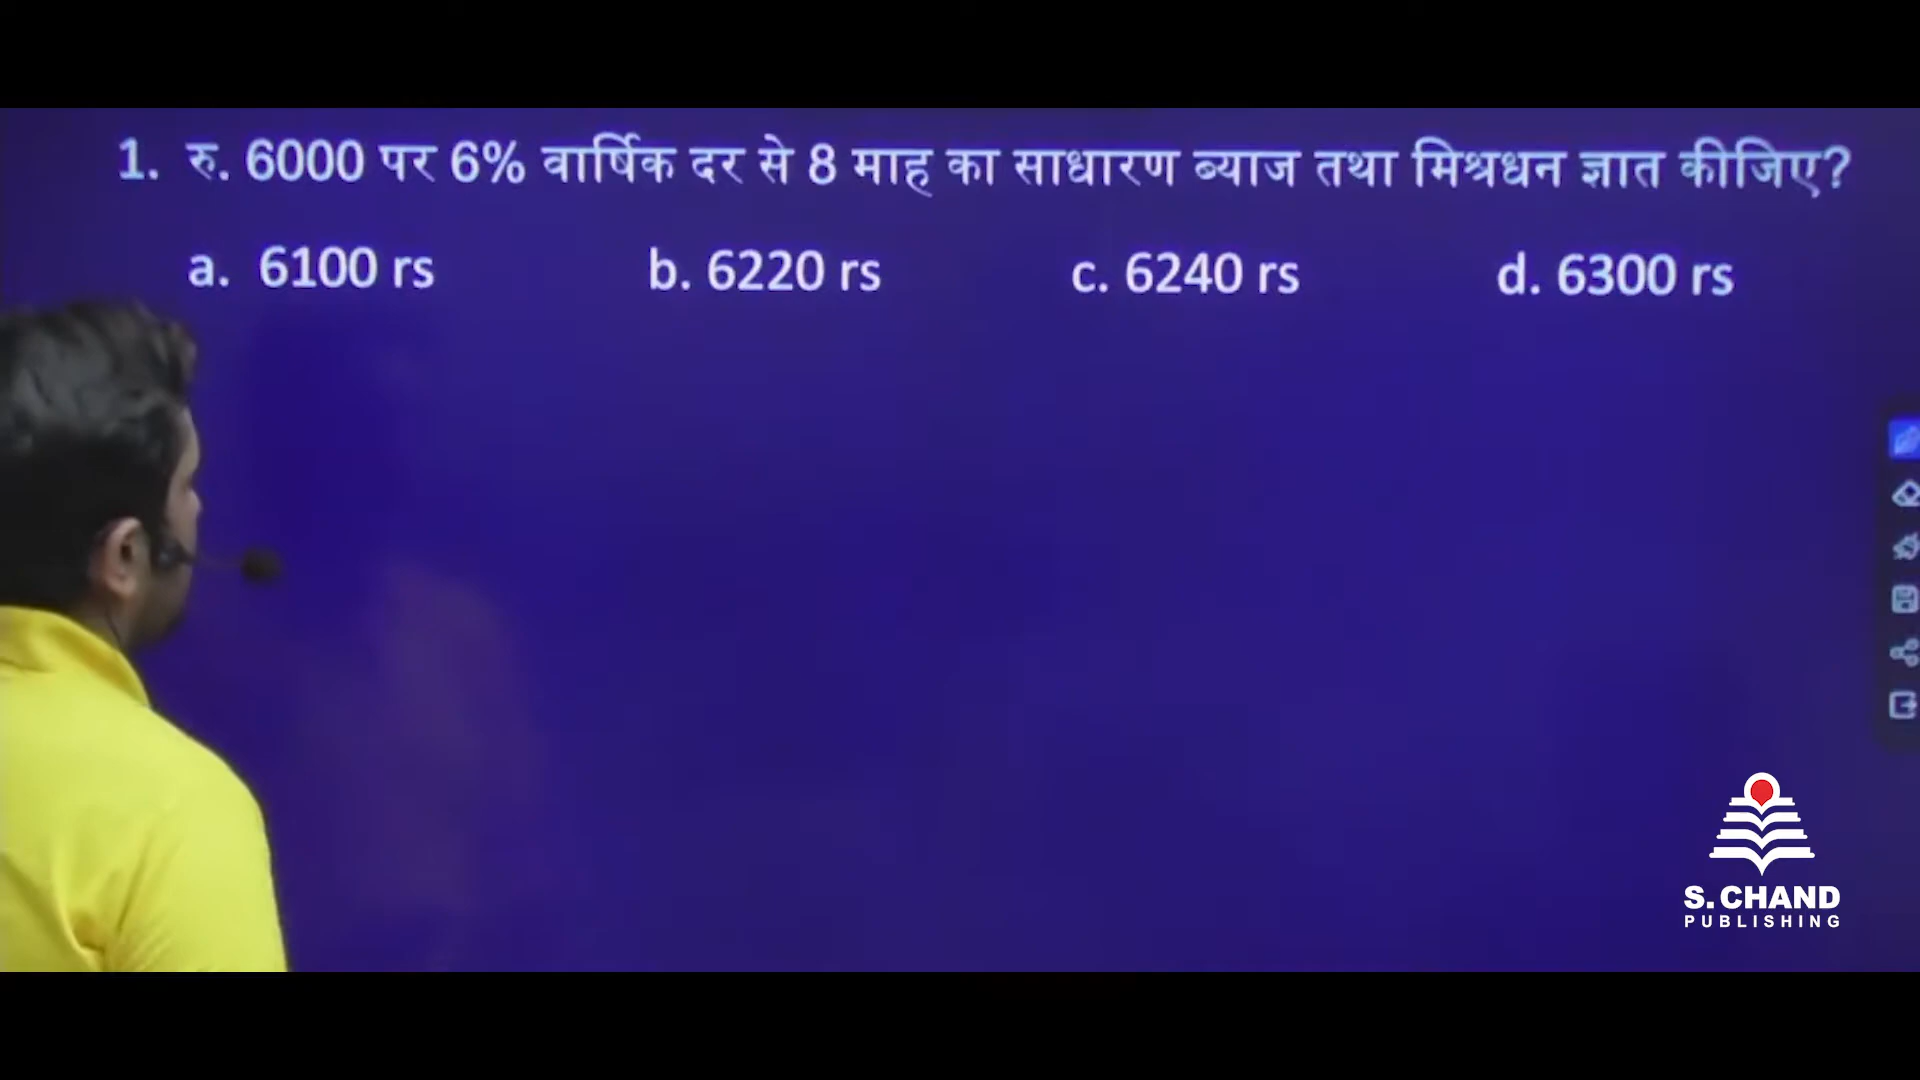 1. रु. 6000 पर 6% वार्षिक दर से 8 माह का साधारण ब्याज तथा मिश्रधन ज्ञात कीजिए?
a. 6100 rs b. 6220 rs c. 6240 rs d. 6300 rs
S. CHAND
PUBLISHING